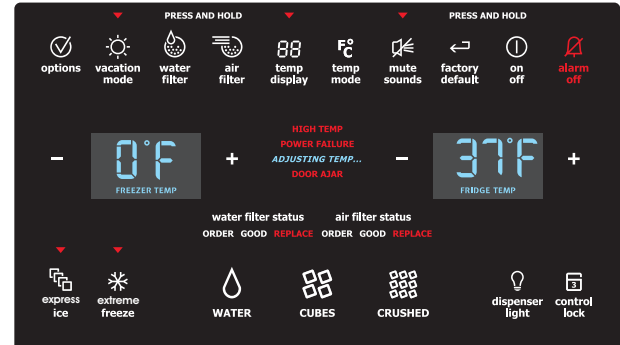 PRESS AND HOLD PRESS AND HOLD
88 F°C
options vacation mode water filter air filter temp display temp mode mute sounds factory default on off alarm off
HIGH TEMP
POWER FAILURE
- 0°F + ADJUSTING TEMP... - 37°F +
DOOR AJAR
FREEZER TEMP FRIDGE TEMP
water filter status air filter status
ORDER GOOD REPLACE ORDER GOOD REPLACE
3
express ice extreme freeze WATER CUBES CRUSHED dispenser light control lock